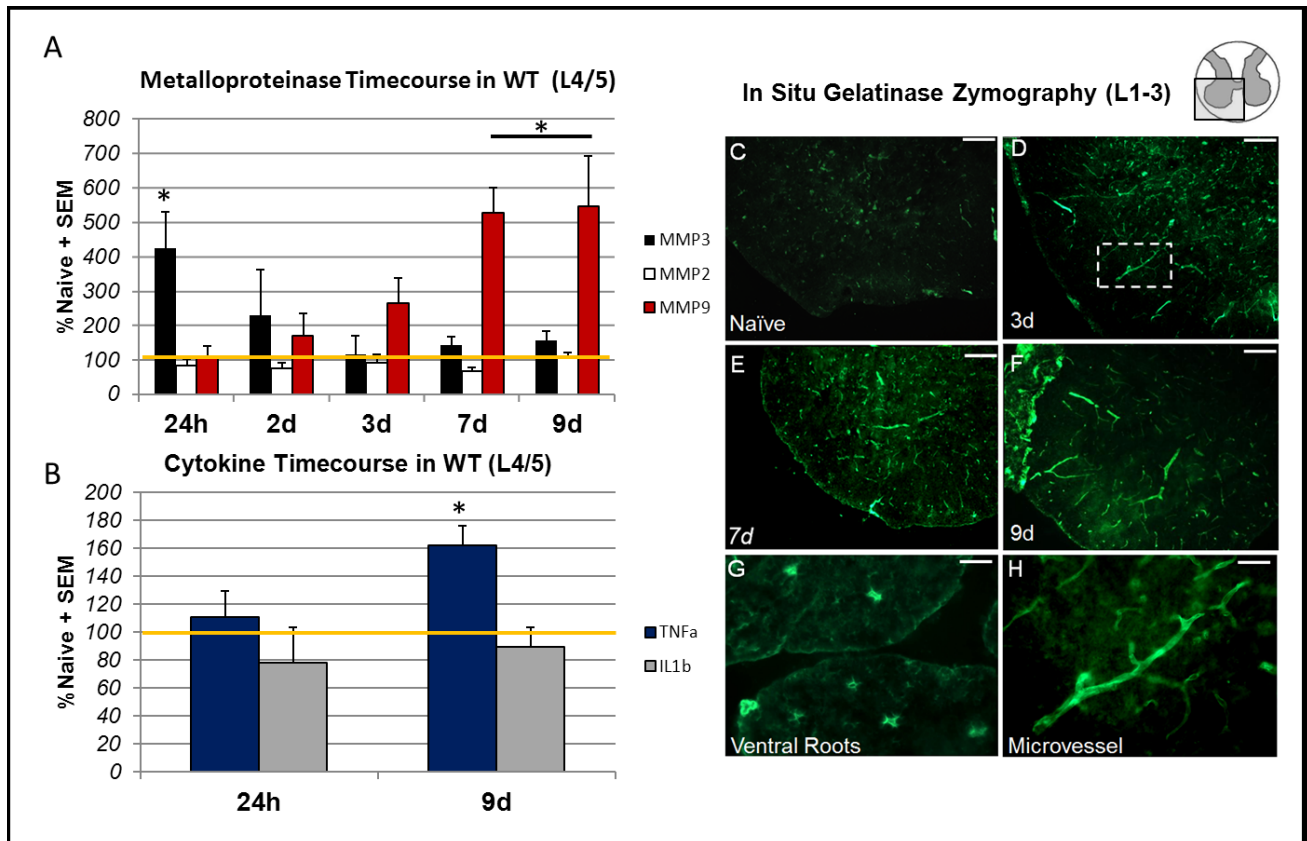 A
Metalloproteinase Timecourse in WT (L4/5)
% Naive + SEM
800
700
600
500
400
300
200
100
0
*
*
24h 2d 3d 7d 9d
MMP3
MMP2
MMP9
B
Cytokine Timecourse in WT (L4/5)
% Naive + SEM
200
180
160
140
120
100
80
60
40
20
0
*
24h 9d
TNFa
IL1b
In Situ Gelatinase Zymography (L1-3)
C
Naïve
D
3d
E
7d
F
9d
G
Ventral Roots
H
Microvessel